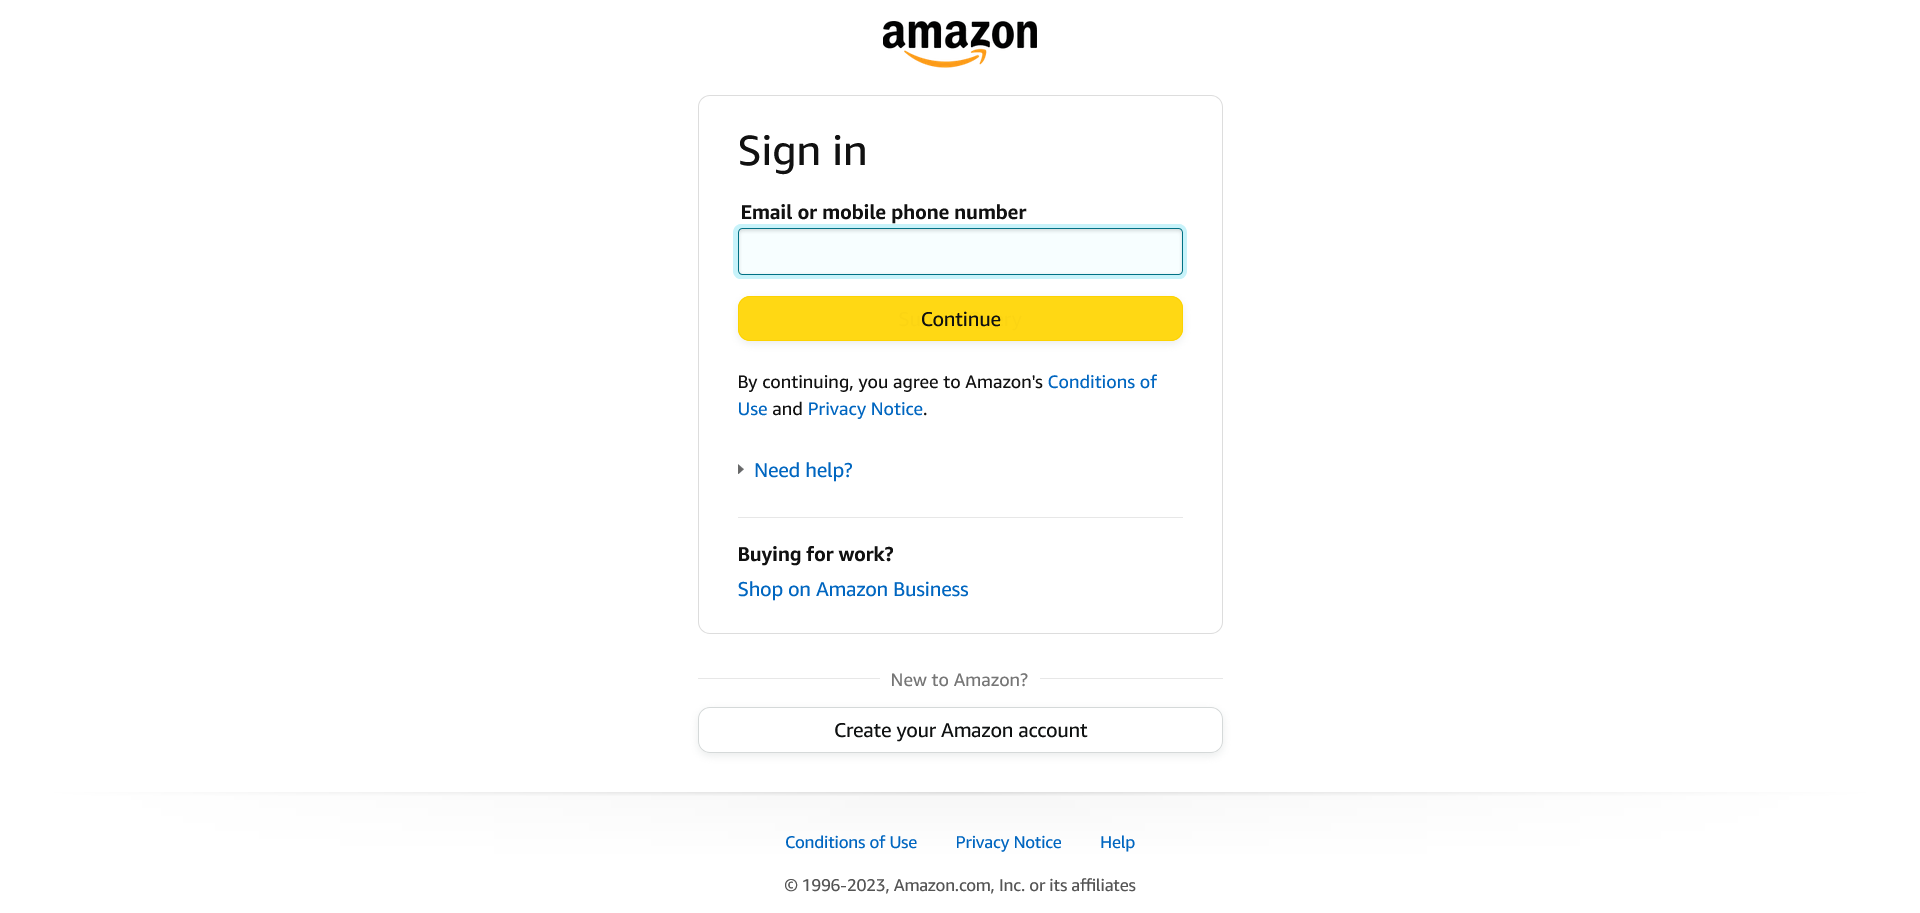 amazon
Sign in
Email or mobile phone number
Continue
By continuing, you agree to Amazon's Conditions of
Use and Privacy Notice.
Need help?
Buying for work?
Shop on Amazon Business
New to Amazon?
Create your Amazon account
Conditions of Use Privacy Notice Help
© 1996-2023, Amazon.com, Inc. or its affiliates